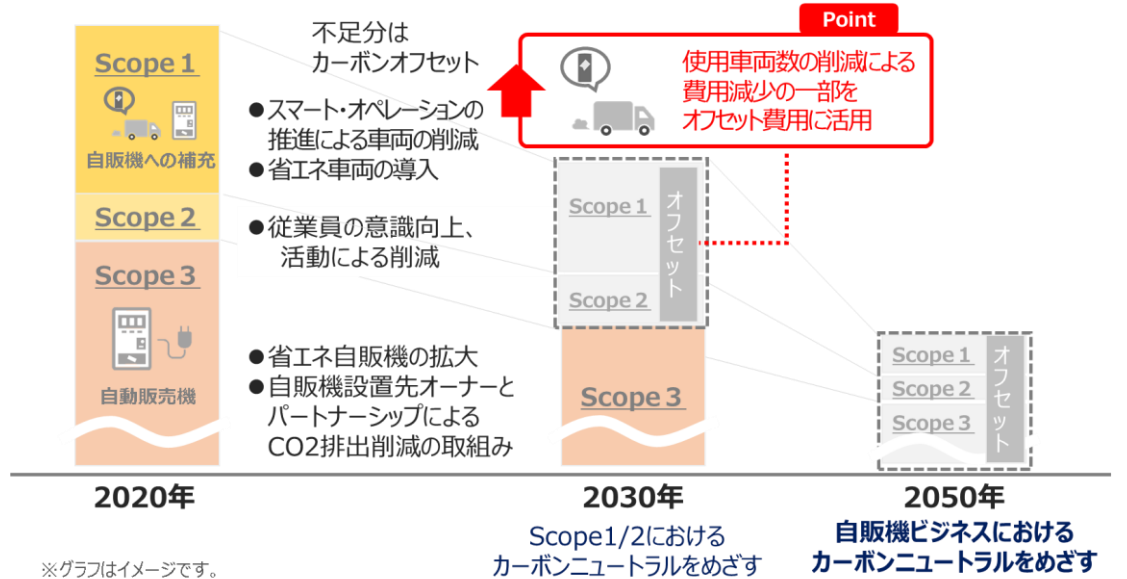 Scope 1
自販機への補充
Scope 2
Scope 3
自動販売機
不足分は
カーボンオフセット
●スマート・オペレーションの
推進による車両の削減
●省エネ車両の導入
●従業員の意識向上、
活動による削減
●省エネ自販機の拡大
●自販機設置先オーナーと
パートナーシップによる
CO2排出削減の取組み
Point
使用車両数の削減による
費用減少の一部を
オフセット費用に活用
Scope 1
Scope 2
オフセット
Scope 3
Scope 1
Scope 2
Scope 3
オフセット
2020年
2030年
2050年
Scope1/2における
カーボンニュートラルをめざす
自販機ビジネスにおける
カーボンニュートラルをめざす
※グラフはイメージです。